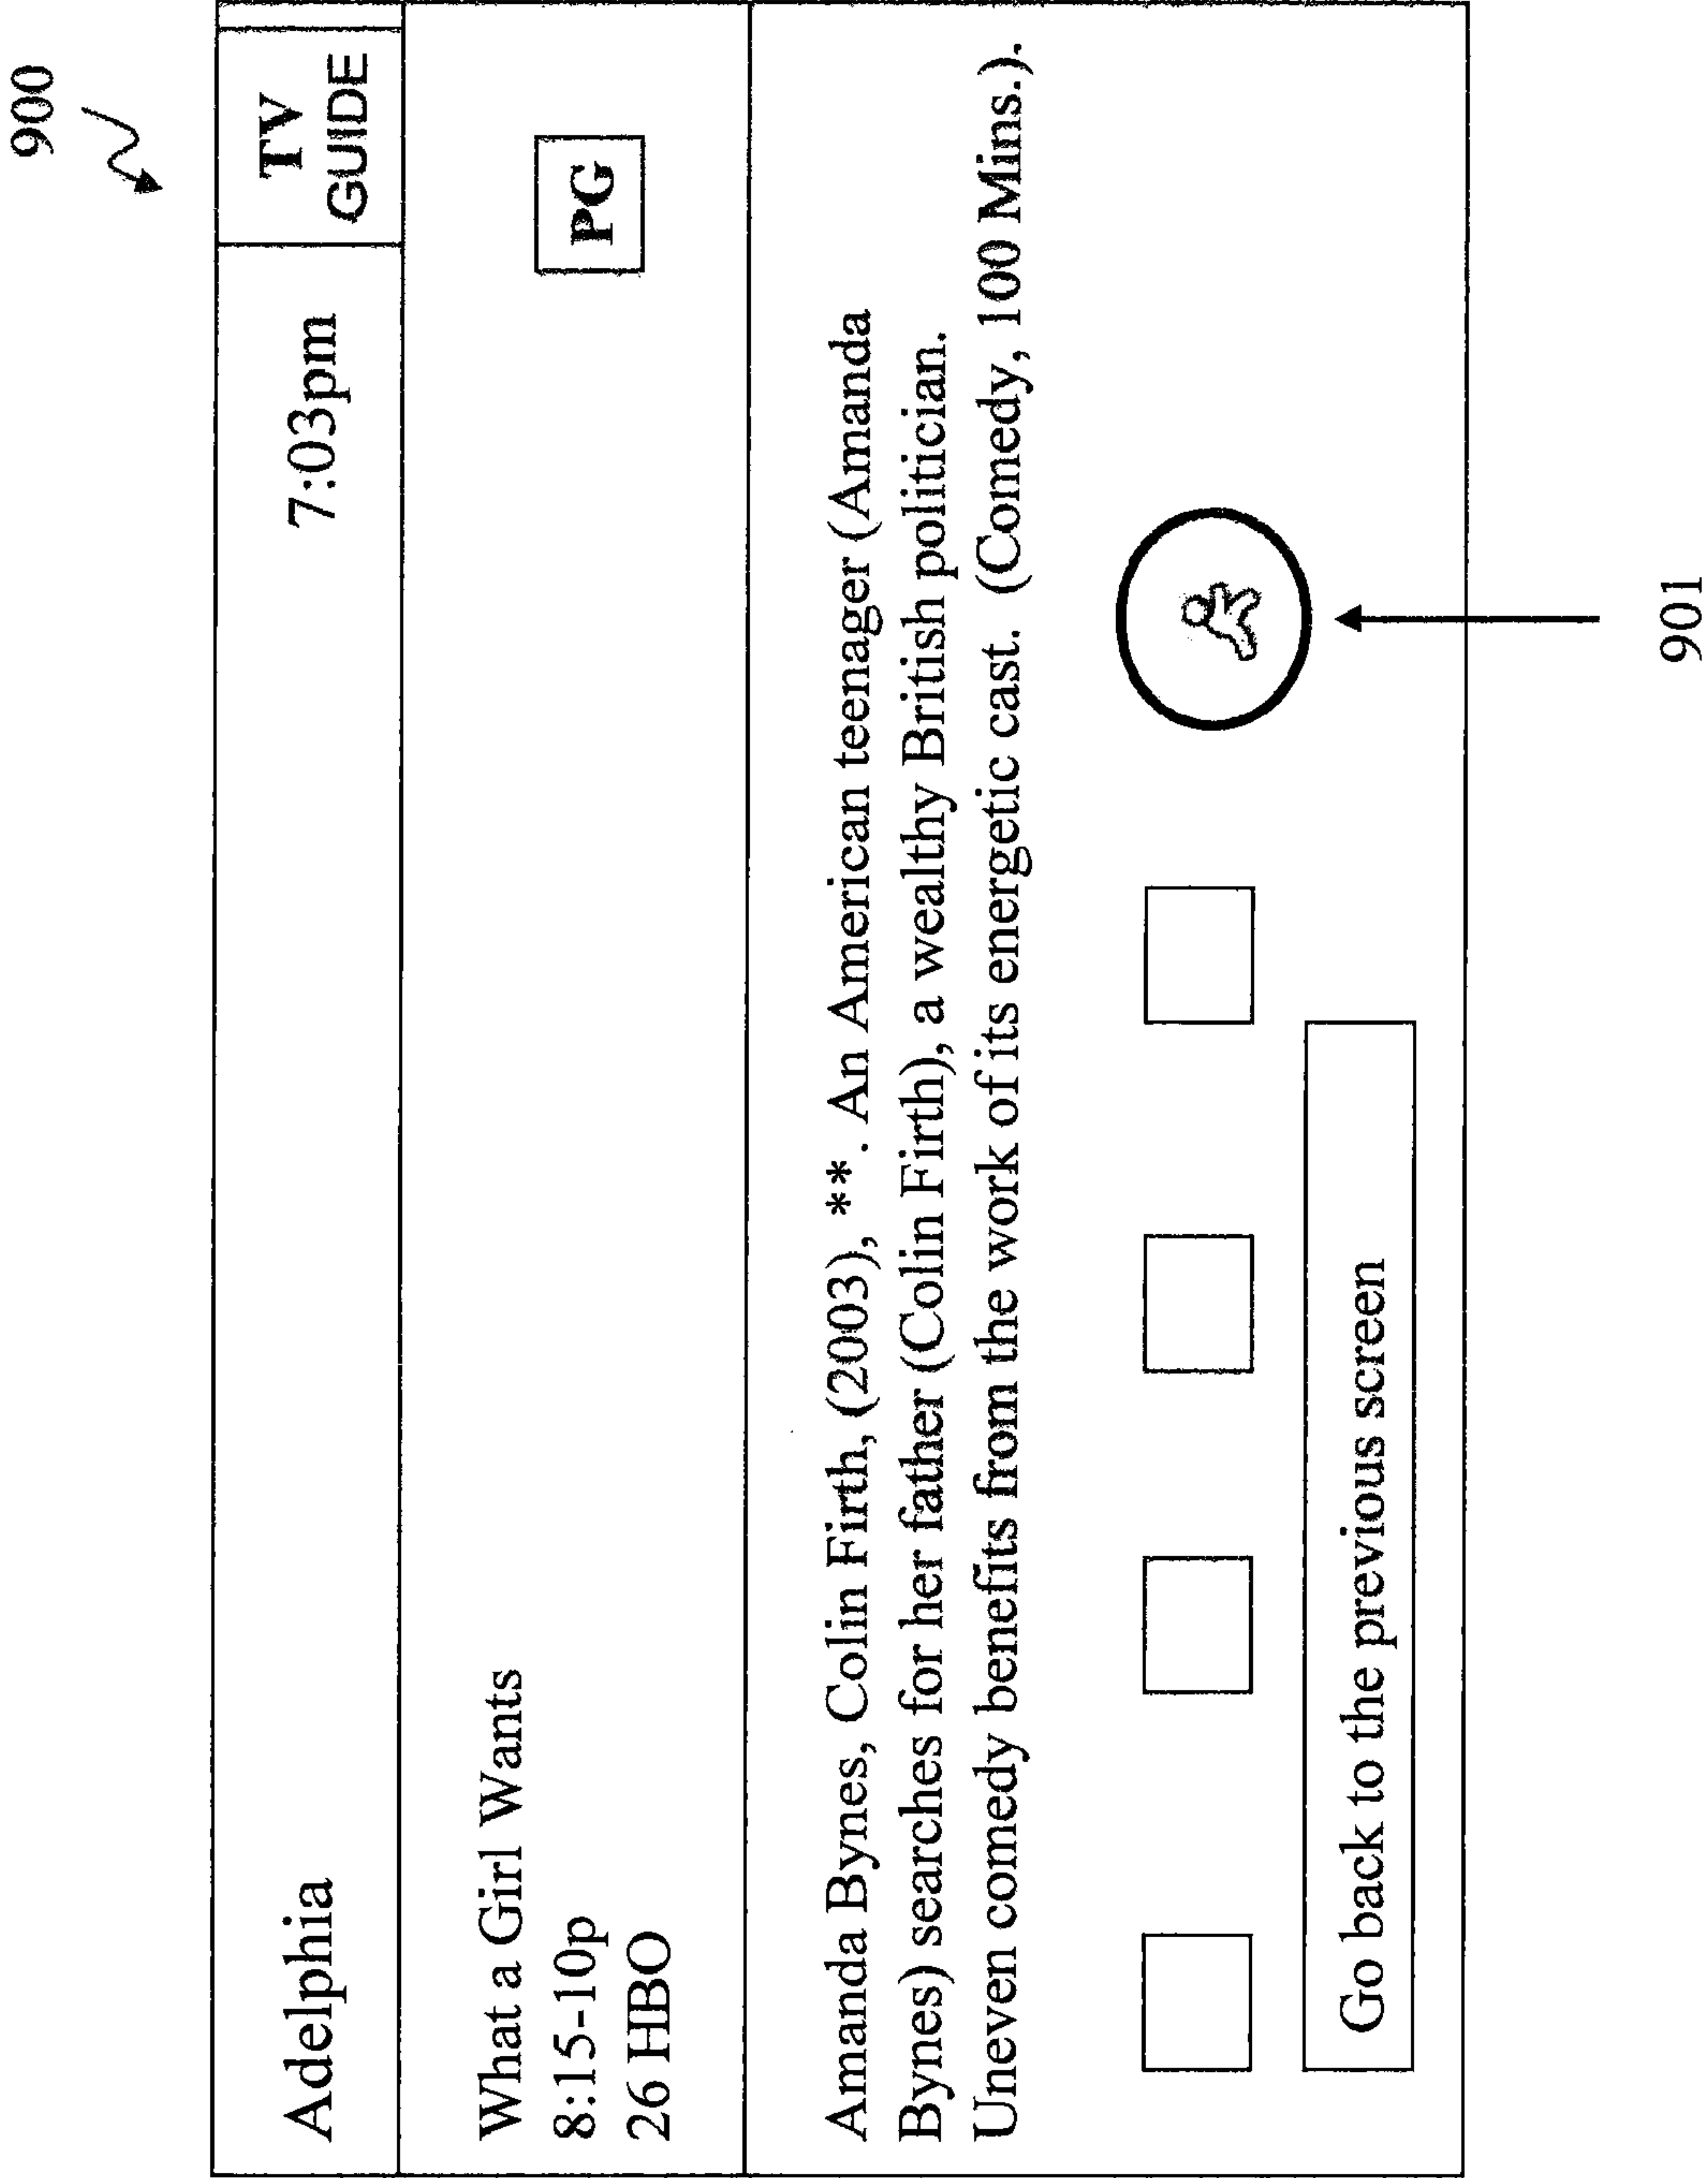 900
Adelphia
7:03pm
TV
GUIDE
What a Girl Wants
8:15-10p
26 HBO
PG
Amanda Bynes, Colin Firth, (2003), **. An American teenager (Amanda
Bynes) searches for her father (Colin Firth), a wealthy British politician.
Uneven comedy benefits from the work of its energetic cast. (Comedy, 100 Mins.).
Go back to the previous screen
901